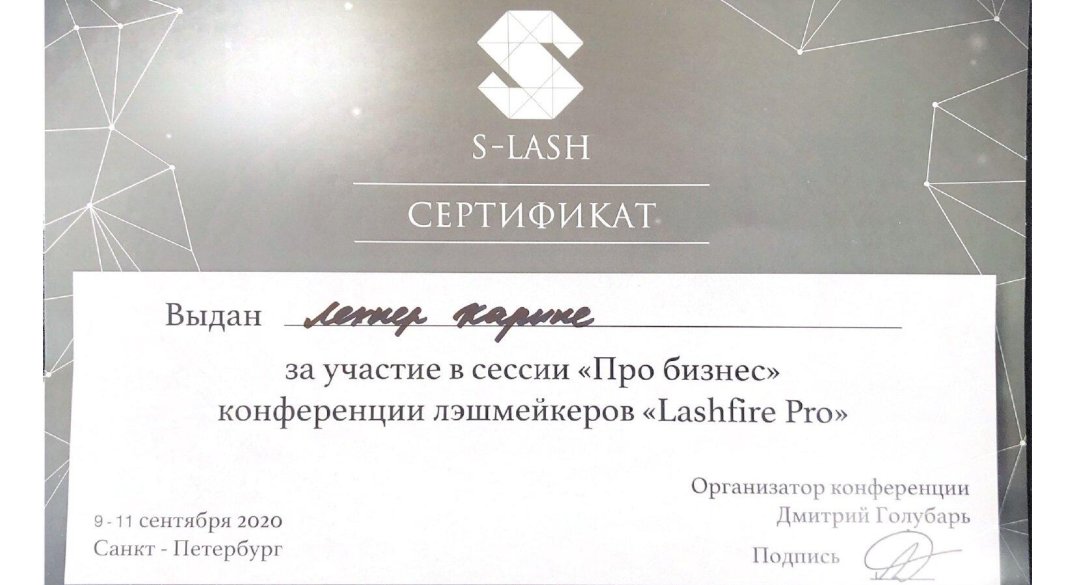 S-LASH
СЕРТИФИКАТ
Выдан Карине
за участие в сессии «Про бизнес»
конференции лэшмейкеров «Lashfire Pro»
Организатор конференции
Дмитрий Голубарь
9-11 сентября 2020
Санкт - Петербург
Подпись